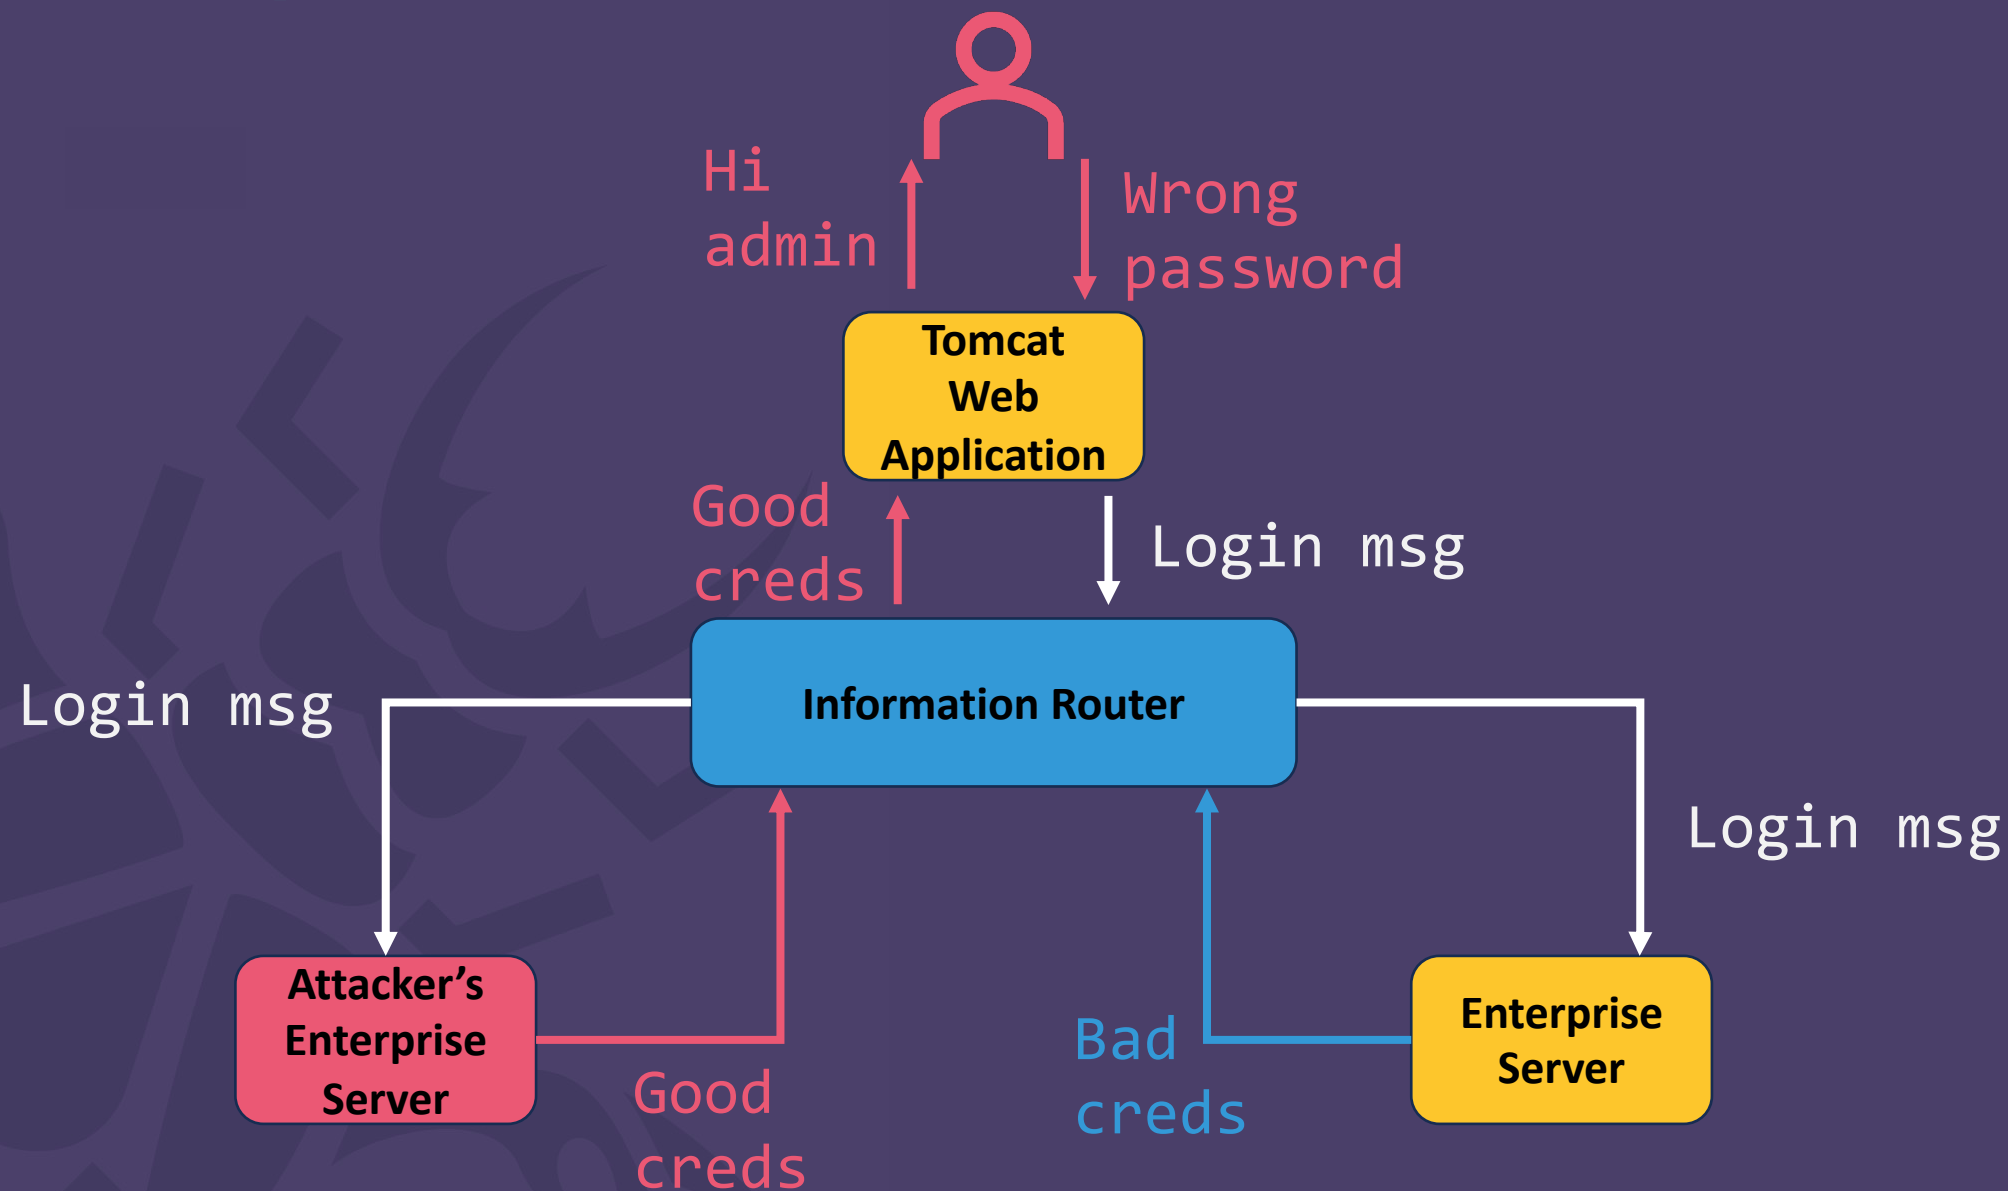 Hi
admin
Wrong
password
Tomcat
Web
Application
Good
creds
Login msg
Information Router
Login msg
Login msg
Attacker’s
Enterprise
Server
Good
creds
Bad
creds
Enterprise
Server